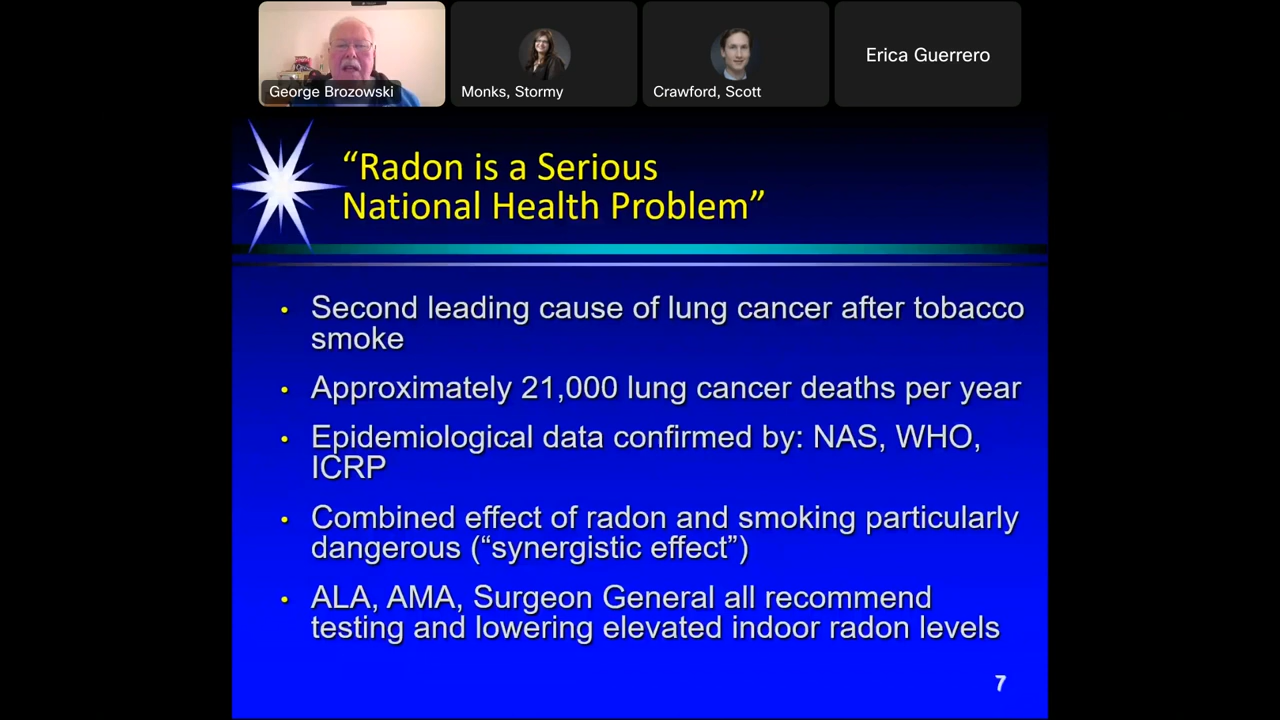 George Brozowski
Monks, Stormy
Crawford, Scott
Erica Guerrero
“Radon is a Serious
National Health Problem”
• Second leading cause of lung cancer after tobacco
smoke
• Approximately 21,000 lung cancer deaths per year
• Epidemiological data confirmed by: NAS, WHO,
ICRP
• Combined effect of radon and smoking particularly
dangerous (“synergistic effect”)
• ALA, AMA, Surgeon General all recommend
testing and lowering elevated indoor radon levels
7